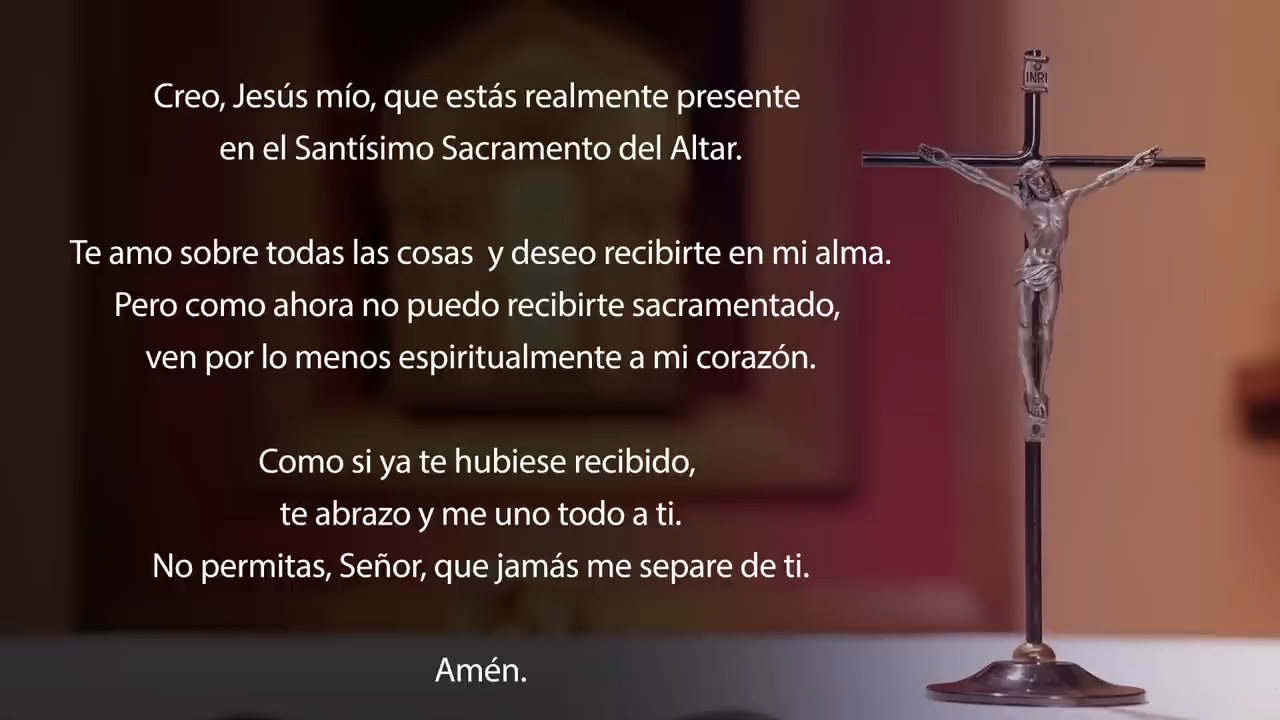 Creo, Jesús mío, que estás realmente presente
en el Santísimo Sacramento del Altar.
Te amo sobre todas las cosas  y deseo recibirte en mi alma.
Pero como ahora no puedo recibirte sacramentado,
ven por lo menos espiritualmente a mi corazón.
Como si ya te hubiese recibido,
te abrazo y me uno todo a ti.
No permitas, Señor, que jamás me separe de ti.
Amén.
INRI